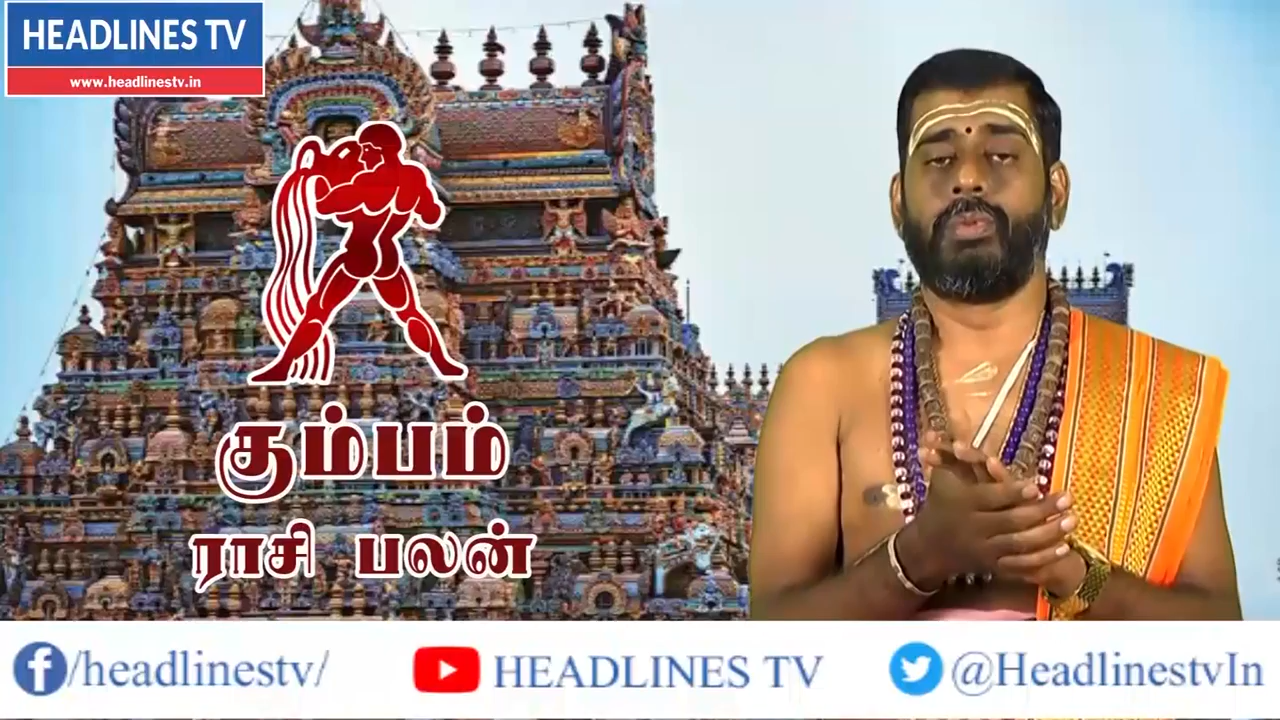 HEADLINES TV
www.headlinestv.in
கும்பம்
ராசி பலன்
/headlinestv/
HEADLINES TV
@HeadlinestvIn